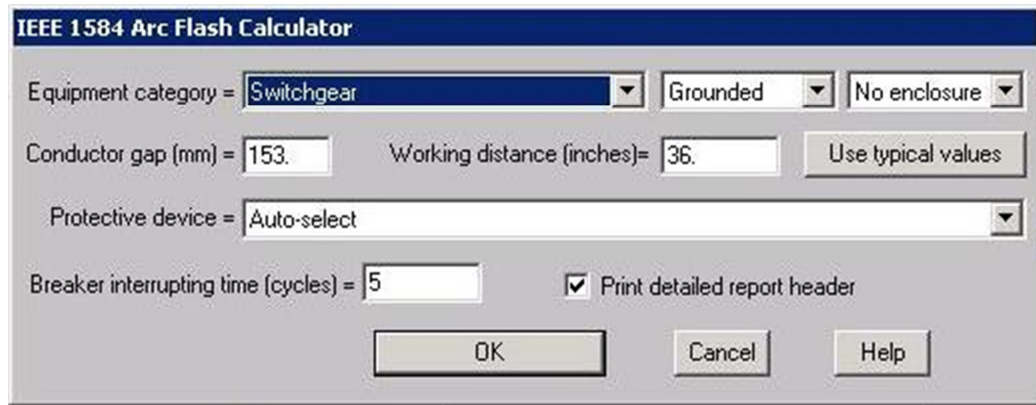 IEEE 1584 Arc Flash Calculator
Equipment category = Switchgear Grounded No enclosure
Conductor gap (mm) = 153. Working distance (inches)= 36. Use typical values
Protective device = Auto-select
Breaker interrupting time (cycles) = 5 Print detailed report header
OK Cancel Help